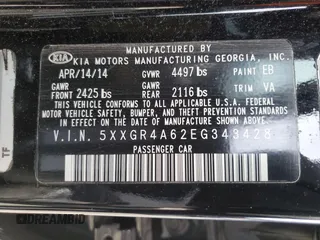 MANUFACTURED BY
KIA KIA MOTORS MANUFACTURING GEORGIA, INC.
APR/14/14 GVWR 4497 lbs PAINT EB
GAWR FRONT 2425 lbs GAWR REAR 2116 lbs TRIM VA
THIS VEHICLE CONFORMS TO ALL APPLICABLE
FEDERAL MOTOR VEHICLE SAFETY, BUMPER,
AND THEFT PREVENTION STANDARDS
IN EFFECT ON THE DATE OF
MANUFACTURE SHOWN ABOVE.
V.I.N. 5XXGR4A62EG343428
PASSENGER CAR
TF
DREAMBID